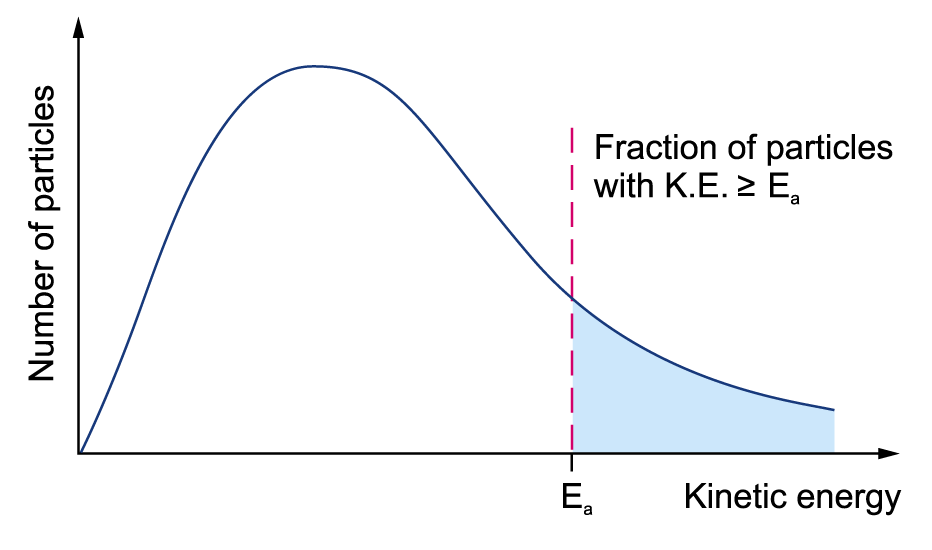 Number of particles
Fraction of particles
with K.E. ≥ Eₐ
Eₐ
Kinetic energy